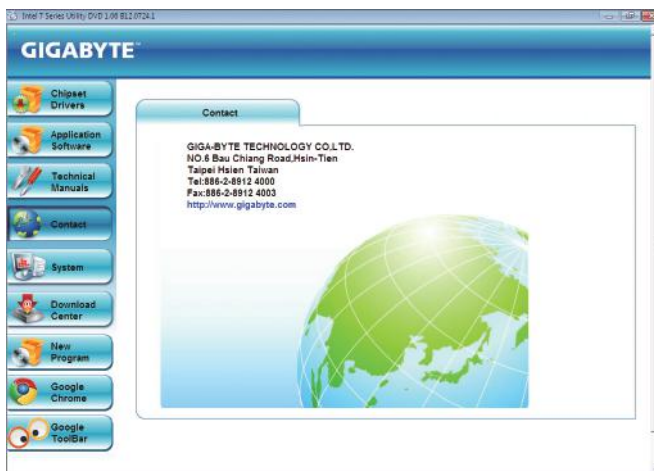 Intel 7 Series Utility DVD 1.00 B12.0724.1
GIGABYTE™
Chipset
Drivers
Application
Software
Technical
Manuals
Contact
System
Download
Center
New
Program
Google
Chrome
Google
ToolBar
Contact
GIGA-BYTE TECHNOLOGY CO,LTD.
NO.6 Bau Chiang Road,Hsin-Tien
Taipei Hsien Taiwan
Tel:886-2-8912 4000
Fax:886-2-8912 4003
http://www.gigabyte.com